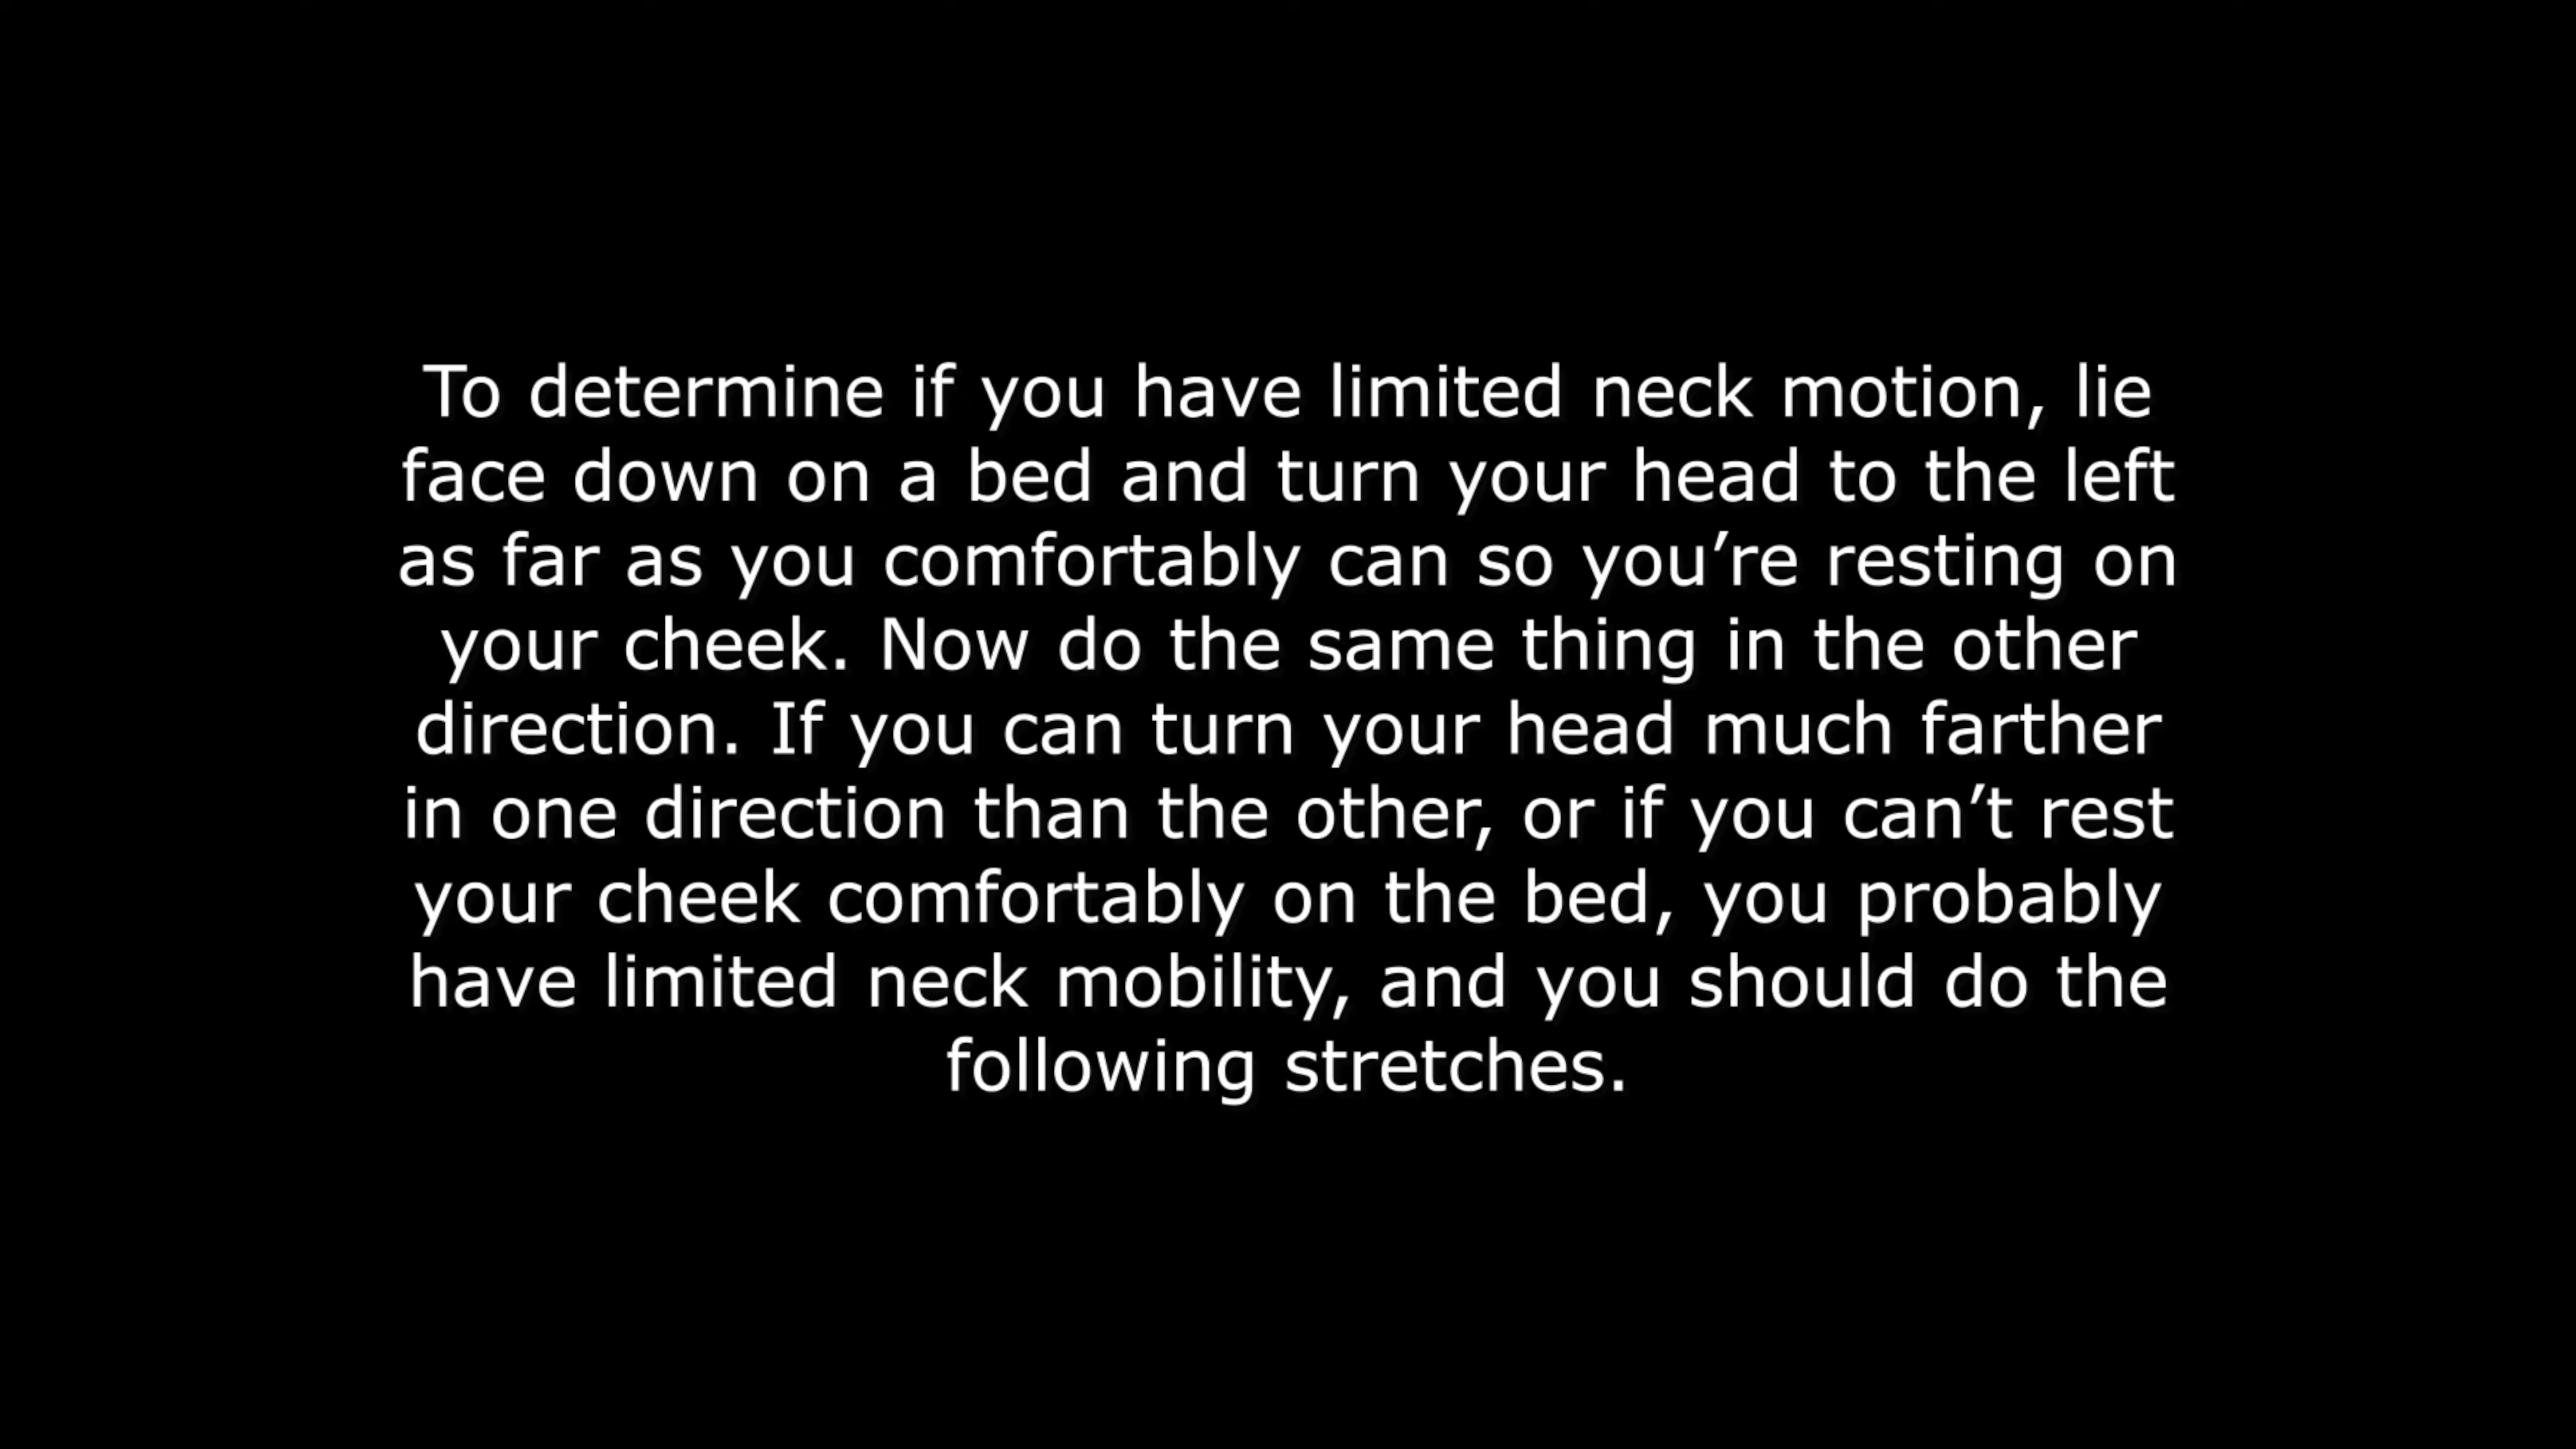 To determine if you have limited neck motion, lie
face down on a bed and turn your head to the left
as far as you comfortably can so you’re resting on
your cheek. Now do the same thing in the other
direction. If you can turn your head much farther
in one direction than the other, or if you can’t rest
your cheek comfortably on the bed, you probably
have limited neck mobility, and you should do the
following stretches.